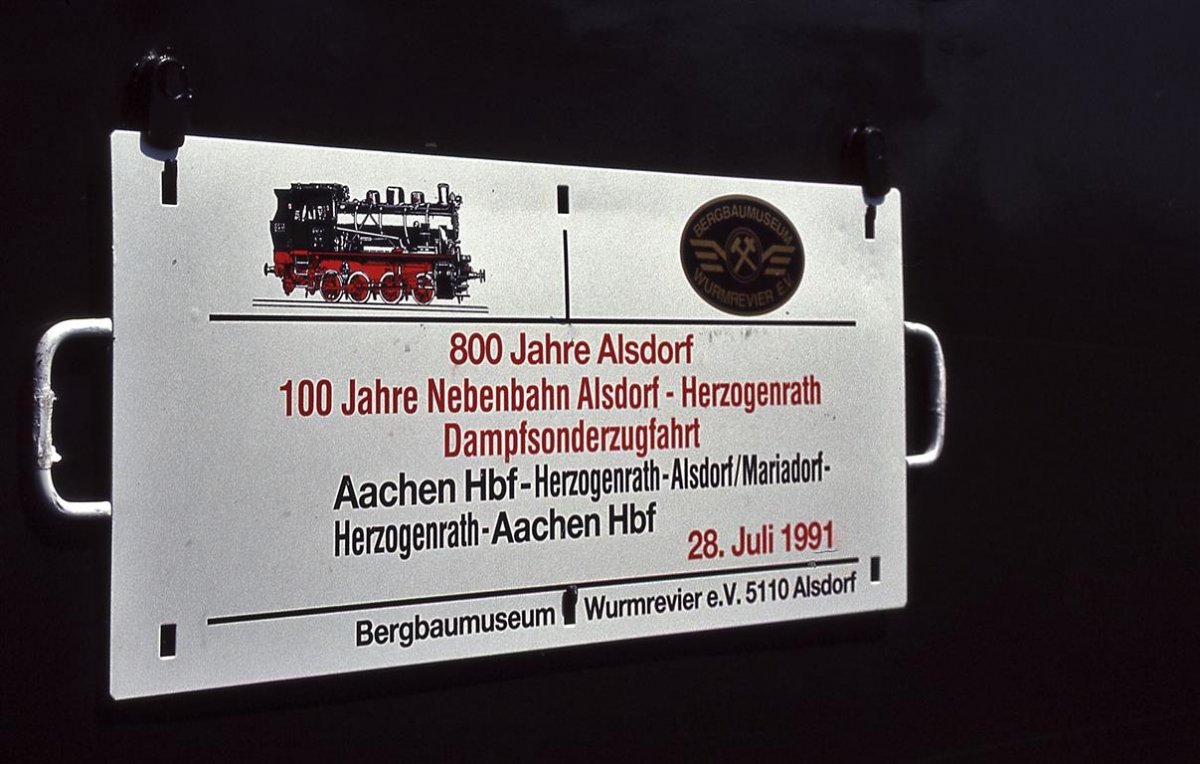 BERGBAUMUSEUM
WURMREVIER E.V.
800 Jahre Alsdorf
100 Jahre Nebenbahn Alsdorf - Herzogenrath
Dampfsonderzugfahrt
Aachen Hbf-Herzogenrath-Alsdorf/Mariadorf-
Herzogenrath-Aachen Hbf
28. Juli 1991
Bergbaumuseum Wurmrevier e.V. 5110 Alsdorf